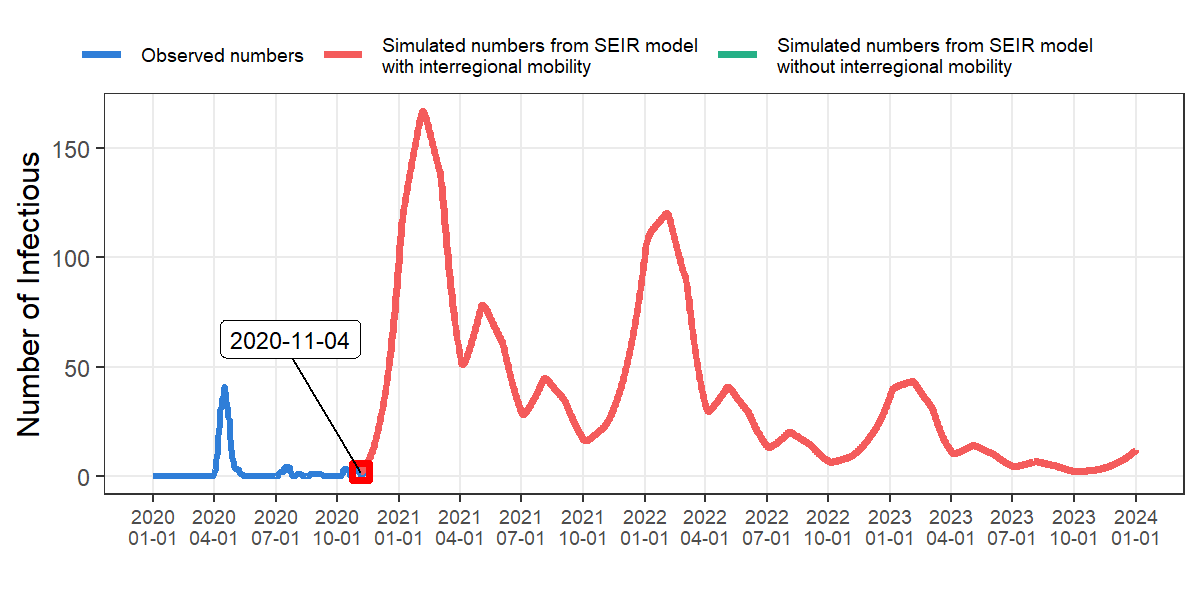 Observed numbers
Simulated numbers from SEIR model
with interregional mobility
Simulated numbers from SEIR model
without interregional mobility
Number of Infectious
150
100
50
0
2020-11-04
2020 2020 2020 2020 2021 2021 2021 2021 2022 2022 2022 2022 2023 2023 2023 2023 2024
01-01 04-01 07-01 10-01 01-01 04-01 07-01 10-01 01-01 04-01 07-01 10-01 01-01 04-01 07-01 10-01 01-01